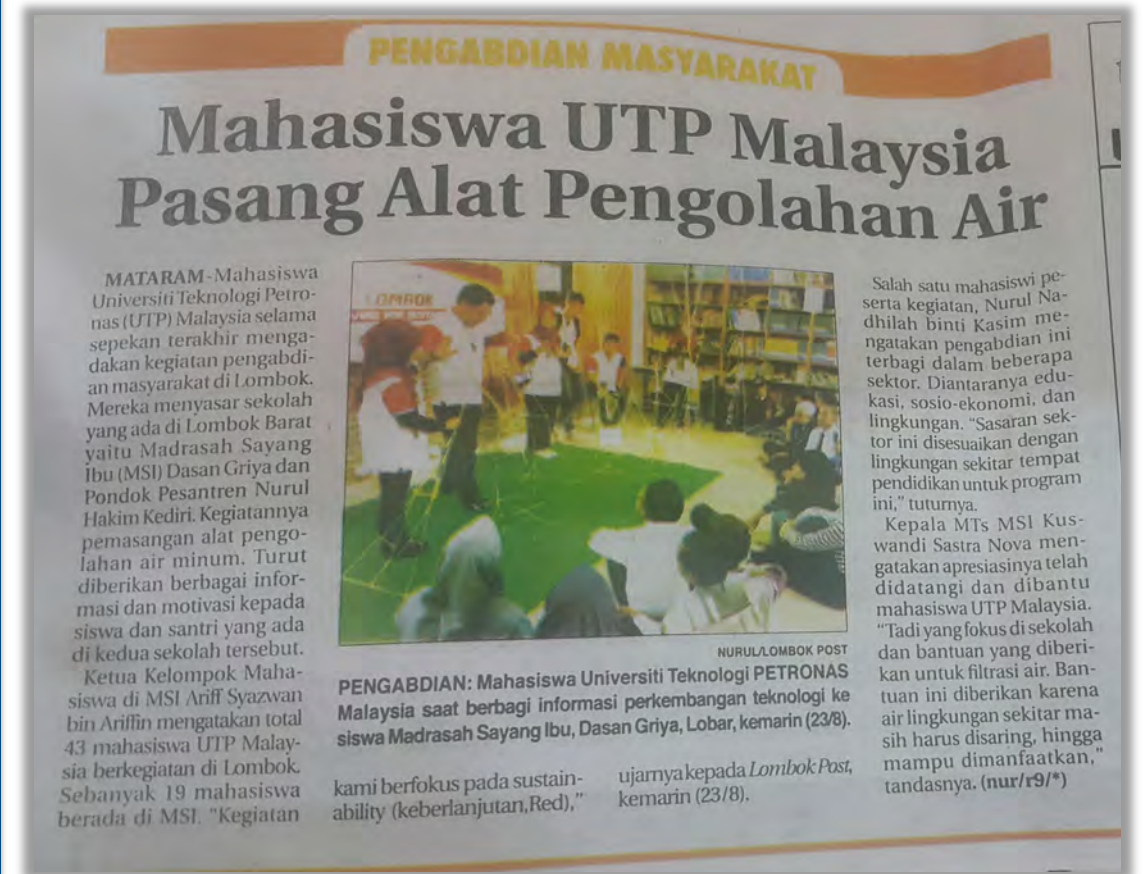 PENGABDIAN MASYARAKAT
Mahasiswa UTP Malaysia
Pasang Alat Pengolahan Air
MATARAM-Mahasiswa
Universiti Teknologi Petro-
nas (UTP) Malaysia selama
sepekan terakhir menga-
dakan kegiatan pengabdi-
an masyarakat di Lombok.
Mereka menyasar sekolah
yang ada di Lombok Barat
yaitu Madrasah Sayang
Ibu (MSI) Dasan Griya dan
Pondok Pesantren Nurul
Hakim Kediri. Kegiatannya
pemasangan alat pengo-
lahan air minum. Turut
diberikan berbagai infor-
masi dan motivasi kepada
siswa dan santri yang ada
di kedua sekolah tersebut.
Ketua Kelompok Maha-
siswa di MSI Ariff Syazwan
bin Ariffin mengatakan total
43 mahasiswa UTP Malay-
sia berkegiatan di Lombok.
Sebanyak 19 mahasiswa
berada di MSI. "Kegiatan
LOMBOK
NURUL/LOMBOK POST
PENGABDIAN: Mahasiswa Universiti Teknologi PETRONAS
Malaysia saat berbagi informasi perkembangan teknologi ke
siswa Madrasah Sayang Ibu, Dasan Griya, Lobar, kemarin (23/8).
kami berfokus pada sustain-
ability (keberlanjutan,Red),"
ujarnya kepada Lombok Post,
kemarin (23/8).
Salah satu mahasiswi pe-
serta kegiatan, Nurul Na-
dhilah binti Kasim me-
ngatakan pengabdian ini
terbagi dalam beberapa
sektor. Diantaranya edu-
kasi, sosio-ekonomi, dan
lingkungan. "Sasaran sek-
tor ini disesuaikan dengan
lingkungan sekitar tempat
pendidikan untuk program
ini," tuturnya.
Kepala MTs MSI Kus-
wandi Sastra Nova men-
gatakan apresiasinya telah
didatangi dan dibantu
mahasiswa UTP Malaysia.
"Tadi yang fokus di sekolah
dan bantuan yang diberi-
kan untuk filtrasi air. Ban-
tuan ini diberikan karena
air lingkungan sekitar ma-
sih harus disaring, hingga
mampu dimanfaatkan,"
tandasnya. (nur/r9/*)